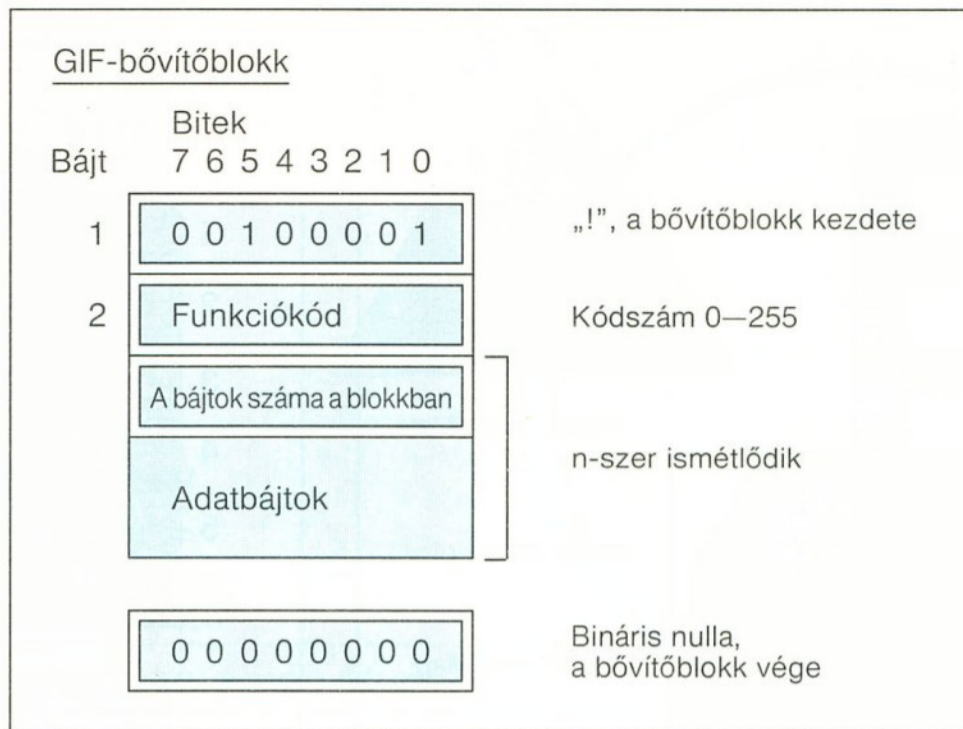 GIF-bővítőblokk
Bitek
Bájt 7 6 5 4 3 2 1 0
1 0 0 1 0 0 0 0 1 „!”, a bővítőblokk kezdete
2 Funkciókód Kódszám 0—255
A bájtok száma a blokkban
n-szer ismétlődik
Adatbájtok
0 0 0 0 0 0 0 0 Bináris nulla,
a bővítőblokk vége